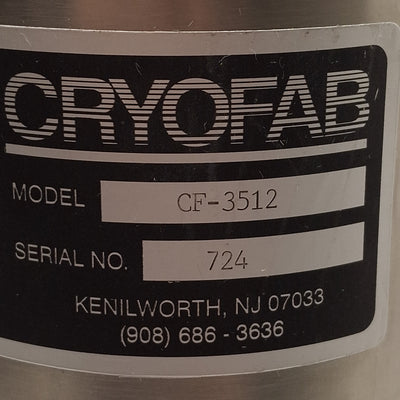 CRYOFAB
MODEL CF-3512
SERIAL NO. 724
KENILWORTH, NJ 07033
(908) 686 - 3636